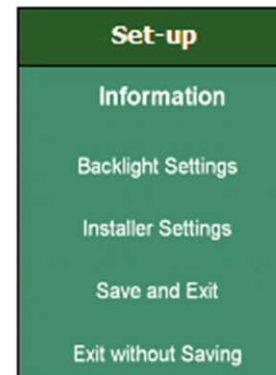 Set-up
Information
Backlight Settings
Installer Settings
Save and Exit
Exit without Saving